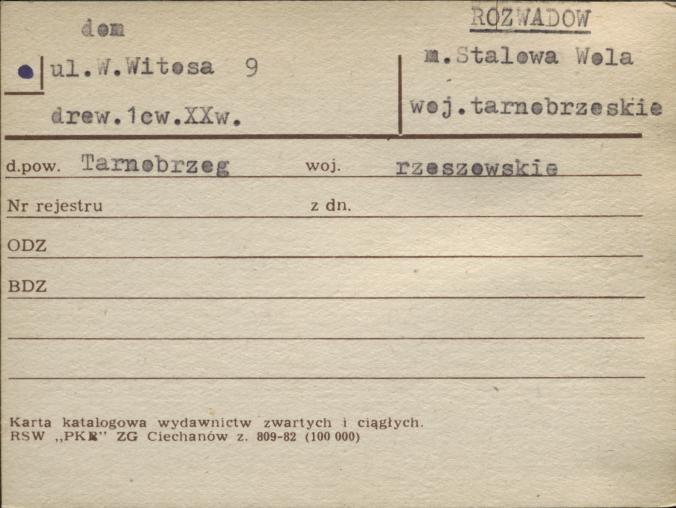 dom
ROZWADOW
ul.W.Witosa 9
m.Stalowa Wola
drew.1cw.XXw.
woj.tarnobrzeskie
d.pow. Tarnobrzeg woj. rzeszowskie
Nr rejestru z dn.
ODZ
BDZ
Karta katalogowa wydawnictw zwartych i ciągłych.
RSW „PKR” ZG Ciechanów z. 809-82 (100 000)